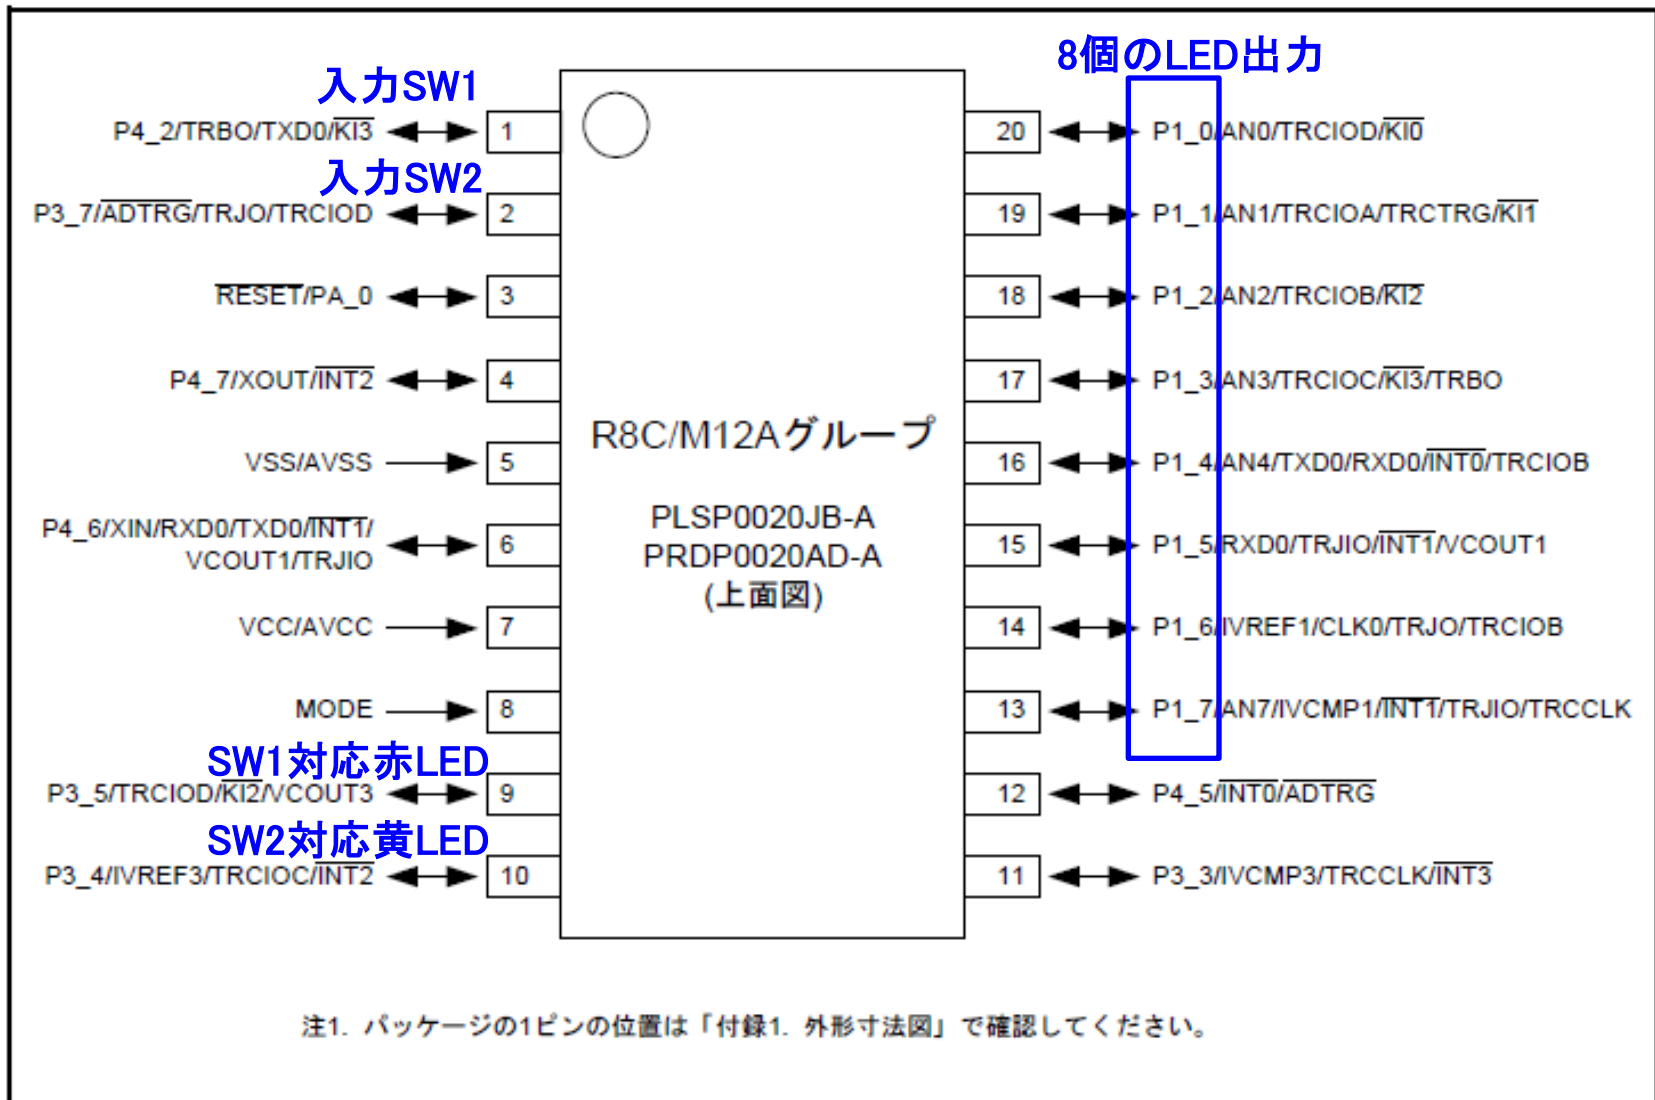 8個のLED出力
入力SW1
P4_2/TRBO/TXD0/KI3
1
20
P1_0/AN0/TRCIOD/KI0
入力SW2
P3_7/ADTRG/TRJO/TRCIOD
2
19
P1_1/AN1/TRCIOA/TRCTRG/KI1
RESET/PA_0
3
18
P1_2/AN2/TRCIOB/KI2
P4_7/XOUT/INT2
4
17
P1_3/AN3/TRCIOC/KI3/TRBO
R8C/M12Aグループ
VSS/AVSS
5
16
P1_4/AN4/TXD0/RXD0/INT0/TRCIOB
PLSP0020JB-A
P4_6/XIN/RXD0/TXD0/INT1/
VCOUT1/TRJIO
6
PRDP0020AD-A
15
P1_5/RXD0/TRJIO/INT1/VCOUT1
(上面図)
VCC/AVCC
7
14
P1_6/IVREF1/CLK0/TRJO/TRCIOB
MODE
8
13
P1_7/AN7/IVCMP1/INT1/TRJIO/TRCCLK
SW1対応赤LED
P3_5/TRCIOD/KI2/VCOUT3
9
12
P4_5/INT0/ADTRG
SW2対応黄LED
P3_4/IVREF3/TRCIOC/INT2
10
11
P3_3/IVCMP3/TRCCLK/INT3
注1. パッケージの1ピンの位置は「付録1. 外形寸法図」で確認してください。